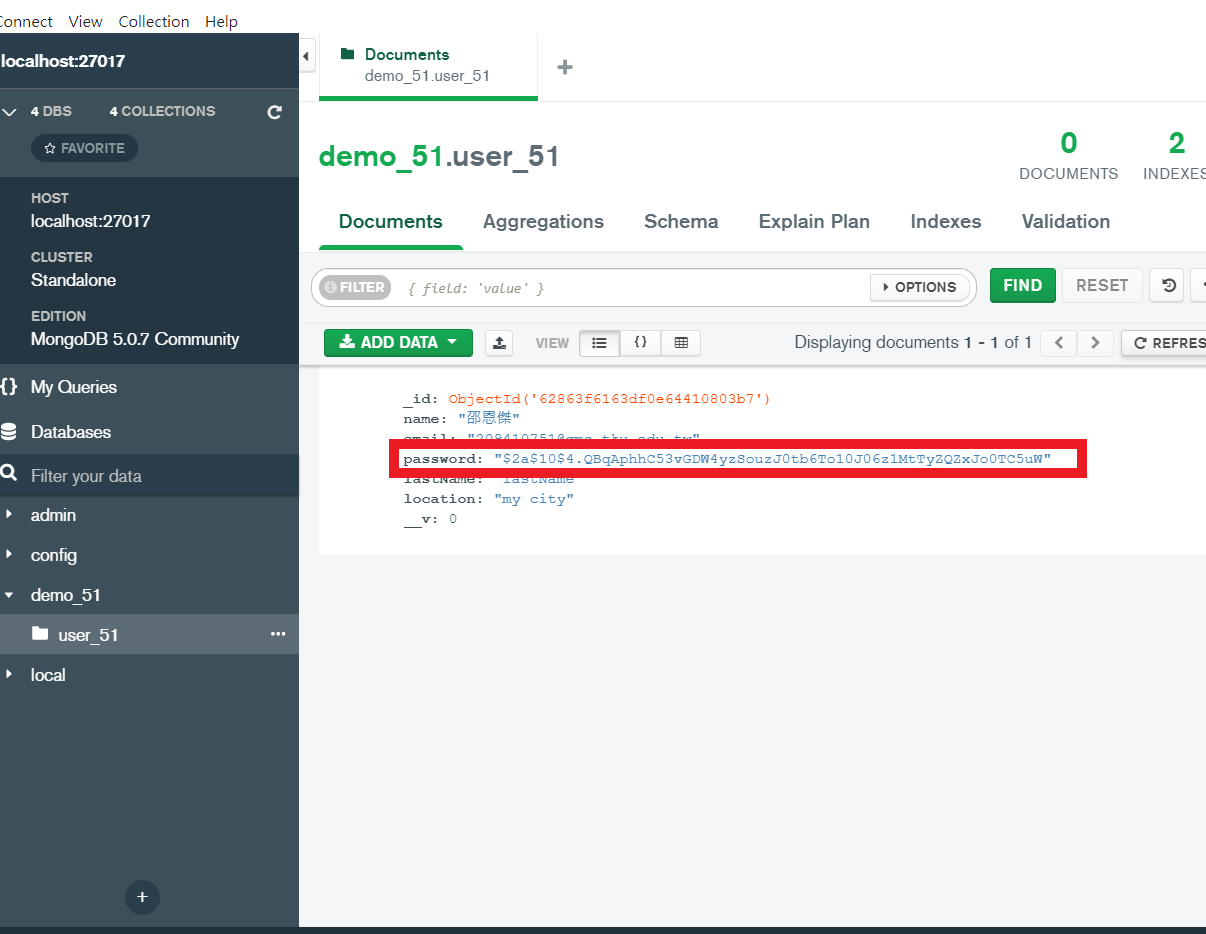 Connect View Collection Help
localhost:27017
4 DBS 4 COLLECTIONS
FAVORITE
HOST
localhost:27017
CLUSTER
Standalone
EDITION
MongoDB 5.0.7 Community
{} My Queries
Databases
Filter your data
admin
config
demo_51
user_51 •••
local
+
Documents
demo_51.user_51
+
demo_51.user_51
0
DOCUMENTS
2
INDEXES
Documents Aggregations Schema Explain Plan Indexes Validation
FILTER { field: 'value' } OPTIONS FIND RESET
ADD DATA VIEW {} Displaying documents 1 - 1 of 1 REFRES
_id: ObjectId('62863f6163df0e64410803b7')
name: "邵恩傑"
email:
password: "$2a$10$4.QBqAphhC53vGDW4yzSouzJ0tb6To10J06z1MtTyZQZxJo0TC5uW"
lastName: "lastName"
location: "my city"
__v: 0